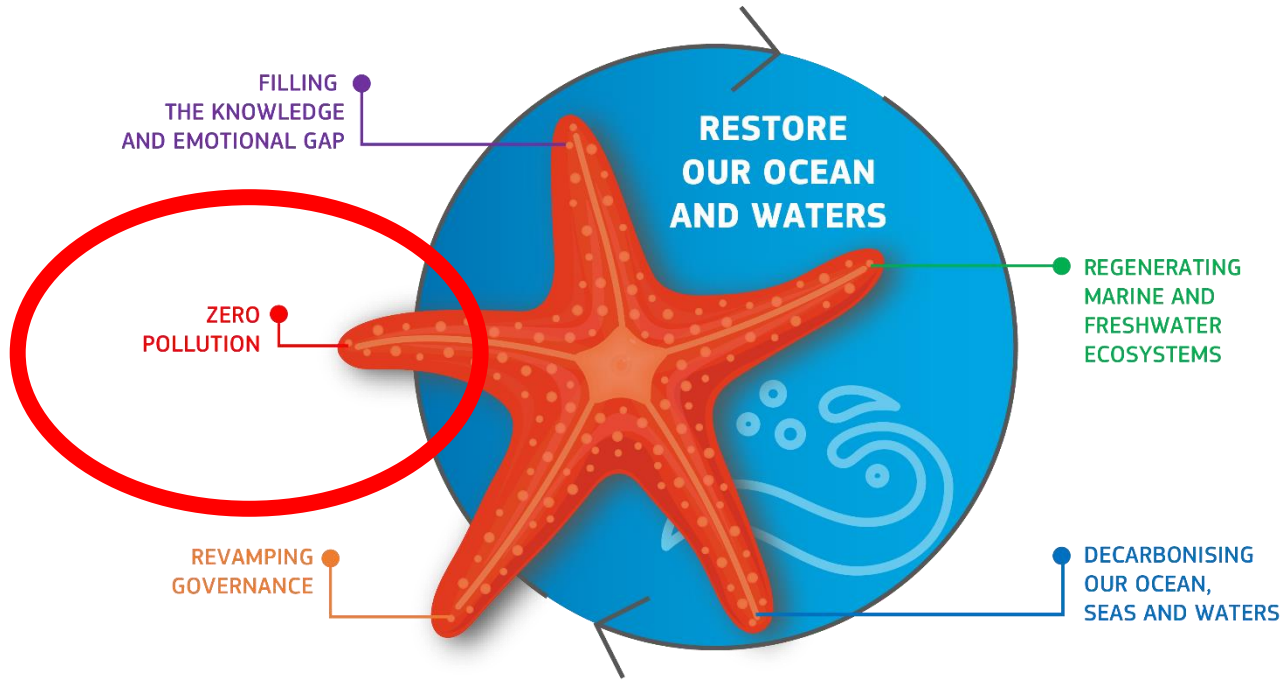 FILLING
THE KNOWLEDGE
AND EMOTIONAL GAP
RESTORE
OUR OCEAN
AND WATERS
REGENERATING
MARINE AND
FRESHWATER
ECOSYSTEMS
ZERO
POLLUTION
REVAMPING
GOVERNANCE
DECARBONISING
OUR OCEAN,
SEAS AND WATERS